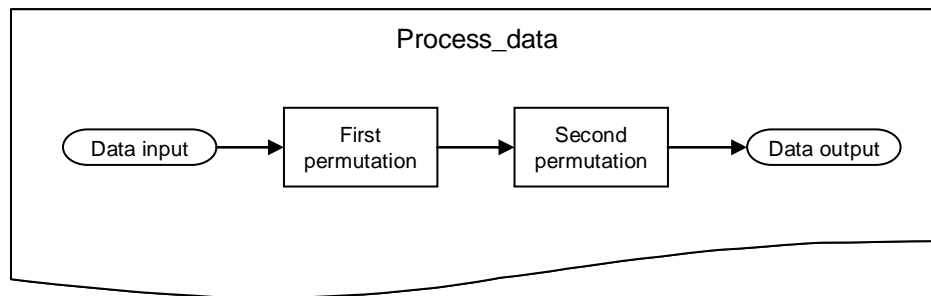 Process_data
Data input
First
permutation
Second
permutation
Data output